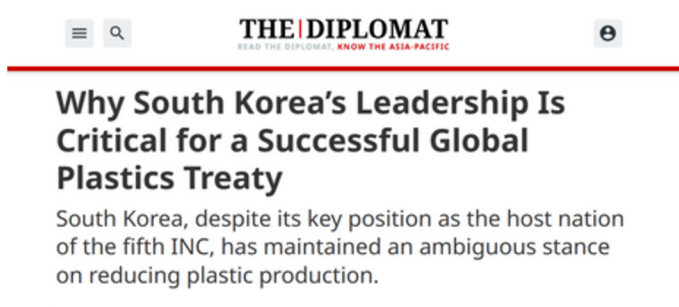 THE|DIPLOMAT
READ THE DIPLOMAT, KNOW THE ASIA-PACIFIC
Why South Korea’s Leadership Is
Critical for a Successful Global
Plastics Treaty
South Korea, despite its key position as the host nation
of the fifth INC, has maintained an ambiguous stance
on reducing plastic production.